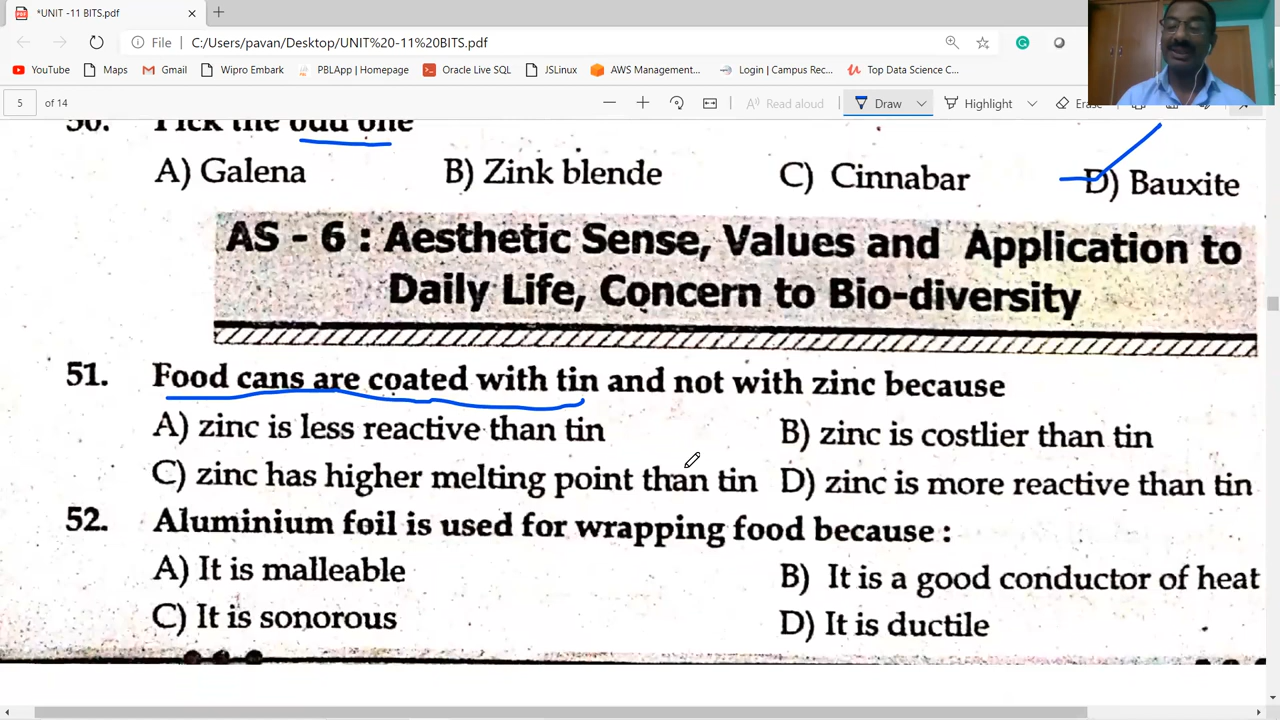 *UNIT -11 BITS.pdf
File C:/Users/pavan/Desktop/UNIT%20-11%20BITS.pdf
YouTube Maps Gmail Wipro Embark PBLApp | Homepage Oracle Live SQL JSLinux AWS Management... Login | Campus Rec... Top Data Science C...
5 of 14 Read aloud Draw Highlight Erase
50. Pick the odd one
A) Galena B) Zink blende C) Cinnabar D) Bauxite
AS - 6 : Aesthetic Sense, Values and Application to
Daily Life, Concern to Bio-diversity
51. Food cans are coated with tin and not with zinc because
A) zinc is less reactive than tin B) zinc is costlier than tin
C) zinc has higher melting point than tin D) zinc is more reactive than tin
52. Aluminium foil is used for wrapping food because :
A) It is malleable B) It is a good conductor of heat
C) It is sonorous D) It is ductile